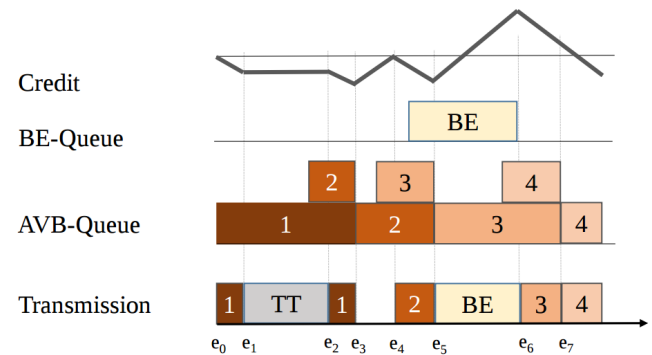 Credit
BE-Queue
BE
2 3 4
AVB-Queue
1 2 3 4
Transmission
1 TT 1 2 BE 3 4
e0 e1 e2 e3 e4 e5 e6 e7